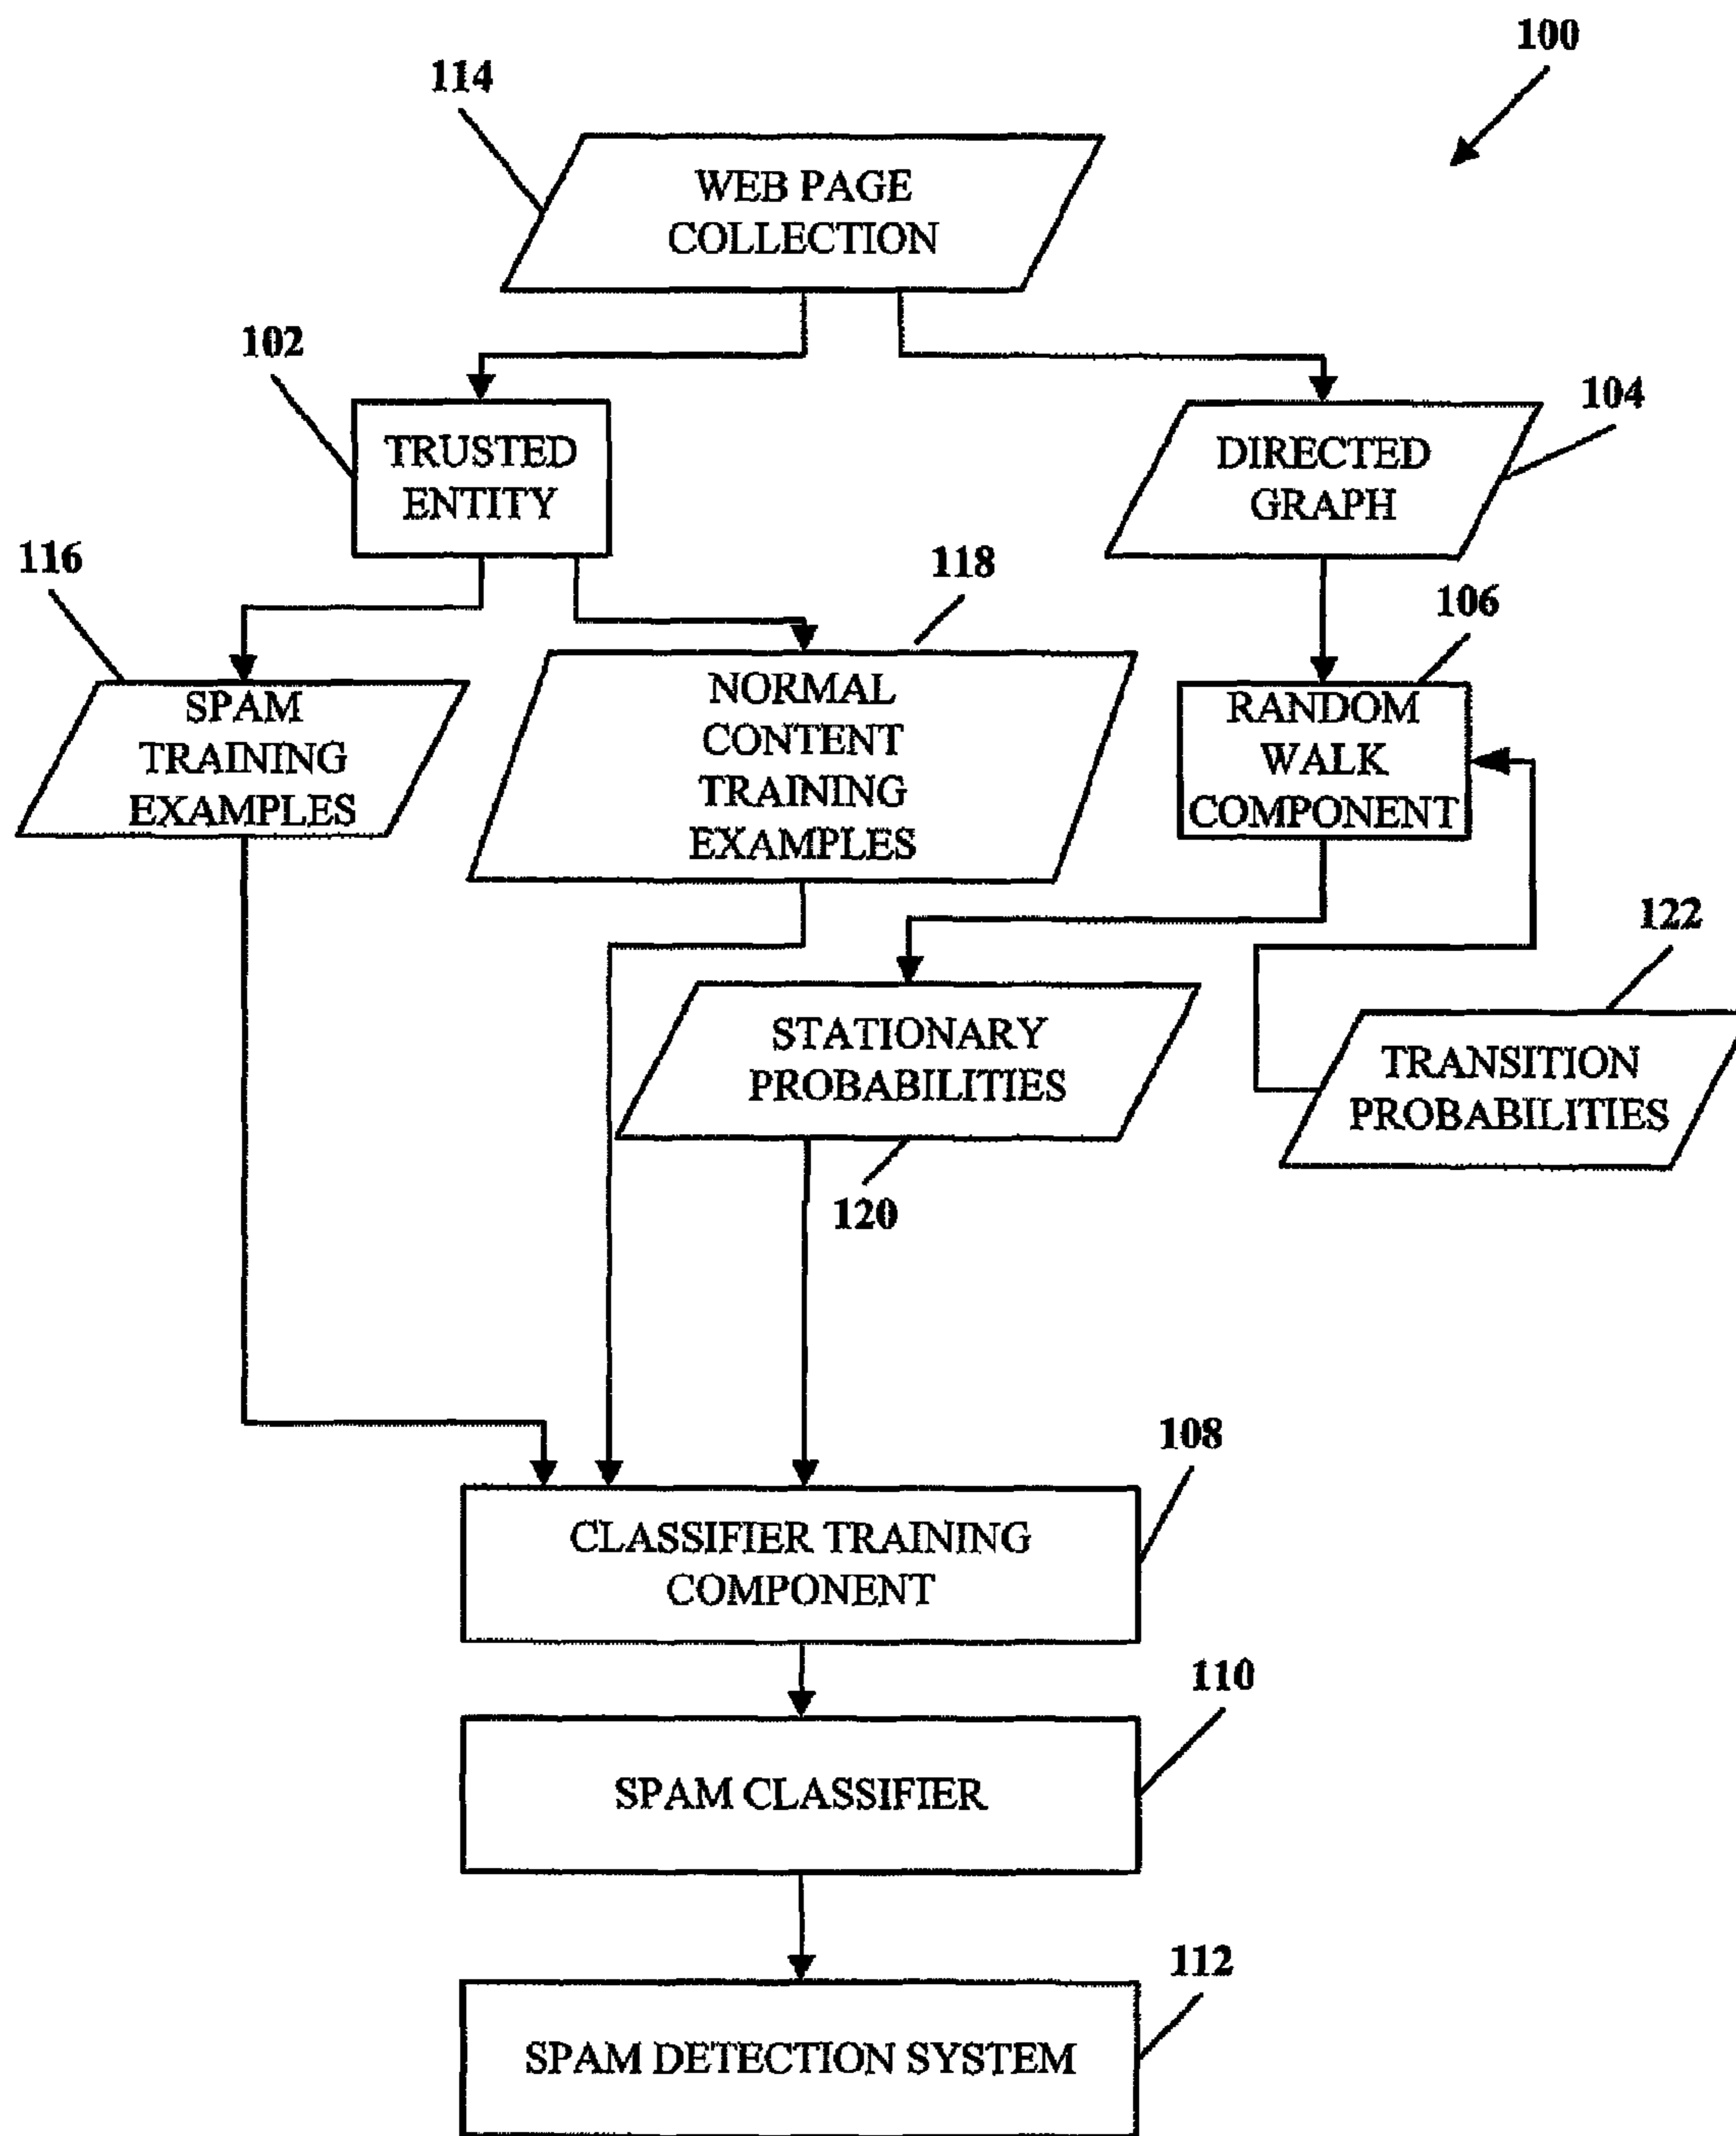 100
114
WEB PAGE
COLLECTION
102
TRUSTED
ENTITY
104
DIRECTED
GRAPH
116
118
106
SPAM
TRAINING
EXAMPLES
NORMAL
CONTENT
TRAINING
EXAMPLES
RANDOM
WALK
COMPONENT
122
STATIONARY
PROBABILITIES
TRANSITION
PROBABILITIES
120
108
CLASSIFIER TRAINING
COMPONENT
110
SPAM CLASSIFIER
112
SPAM DETECTION SYSTEM